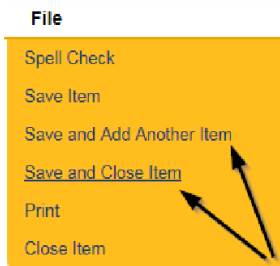 File
Spell Check
Save Item
Save and Add Another Item
Save and Close Item
Print
Close Item